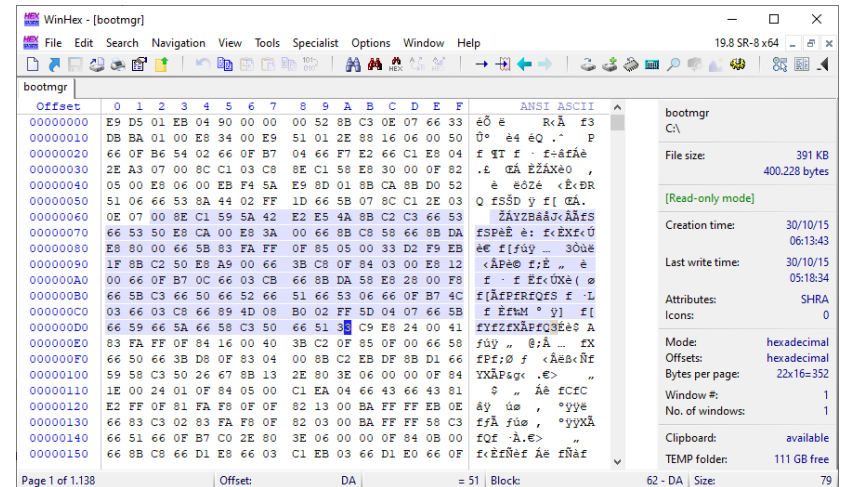 WinHex - [bootmgr]
File Edit Search Navigation View Tools Specialist Options Window Help 19.8 SR-8 x64
bootmgr
Offset 0 1 2 3 4 5 6 7 8 9 A B C D E F ANSI ASCII
00000000 E9 D5 01 EB 04 90 00 00 00 52 8B C3 0E 07 66 33
00000010 DB BA 01 00 E8 34 00 E9 51 01 2E 88 16 06 00 50
00000020 66 0F B6 54 02 66 0F B7 04 66 F7 E2 66 C1 E8 04
00000030 2E A3 07 00 8C C1 03 C8 8E C1 58 E8 30 00 0F 82
00000040 05 00 E8 06 00 EB F4 5A E9 8D 01 8B CA 8B D0 52
00000050 51 06 66 53 8A 44 02 FF 1D 66 5B 07 8C C1 2E 03
00000060 0E 07 00 8E C1 59 5A 42 E2 E5 4A 8B C2 C3 66 53
00000070 66 53 50 E8 CA 00 E8 3A 00 66 8B C8 58 66 8B DA
00000080 E8 80 00 66 5B 83 FA FF 0F 85 05 00 33 D2 F9 EB
00000090 1F 8B C2 50 E8 A9 00 66 3B C8 0F 84 03 00 E8 12
000000A0 00 66 0F B7 0C 66 03 CB 66 8B DA 58 E8 28 00 F8
000000B0 66 5B C3 66 50 66 52 66 51 66 53 06 66 0F B7 4C
000000C0 03 66 03 C8 66 89 4D 08 B0 02 FF 5D 04 07 66 5B
000000D0 66 59 66 5A 66 58 C3 50 66 51 33 C9 E8 24 00 41
000000E0 83 FA FF 0F 84 16 00 40 3B C2 0F 85 0F 00 66 58
000000F0 66 50 66 3B D8 0F 83 04 00 8B C2 EB DF 8B D1 66
00000100 59 58 C3 50 26 67 8B 13 2E 80 3E 06 00 00 0F 84
00000110 1E 00 24 01 0F 84 05 00 C1 EA 04 66 43 66 43 81
00000120 E2 FF 0F 81 FA F8 0F 0F 82 13 00 BA FF FF EB 0E
00000130 66 83 C3 02 83 FA F8 0F 82 03 00 BA FF FF 58 C3
00000140 66 51 66 0F B7 C0 2E 80 3E 06 00 00 0F 84 0B 00
00000150 66 8B C8 66 D1 E8 66 03 C1 EB 03 66 D1 E0 66 0F
bootmgr
C:\
File size: 391 KB
400.228 bytes
[Read-only mode]
Creation time: 30/10/15
06:13:43
Last write time: 30/10/15
05:18:34
Attributes: SHRA
Icons: 0
Mode: hexadecimal
Offsets: hexadecimal
Bytes per page: 22x16=352
Window #: 1
No. of windows: 1
Clipboard: available
TEMP folder: 111 GB free
Page 1 of 1.138 Offset: DA = 51 Block: 62 - DA Size: 79